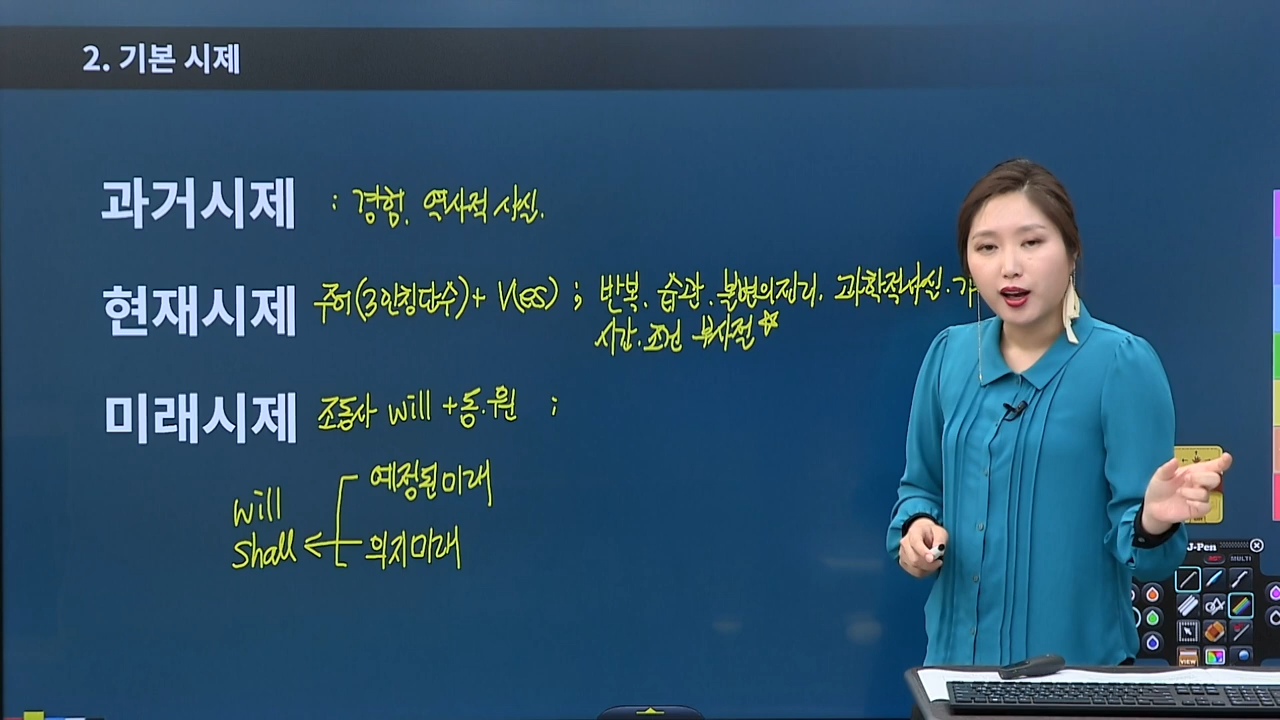 2. 기본 시제
과거시제 : 경험. 역사적 사실.
현재시제 주어(3인칭단수)+ V(es) ; 반복. 습관. 불변의진리. 과학적사실.
시간.조건 부사절☆
미래시제 조동사 will +동.원 ;
예정된미래
will
shall
의지미래
J-Pen
MULTI
VIEW